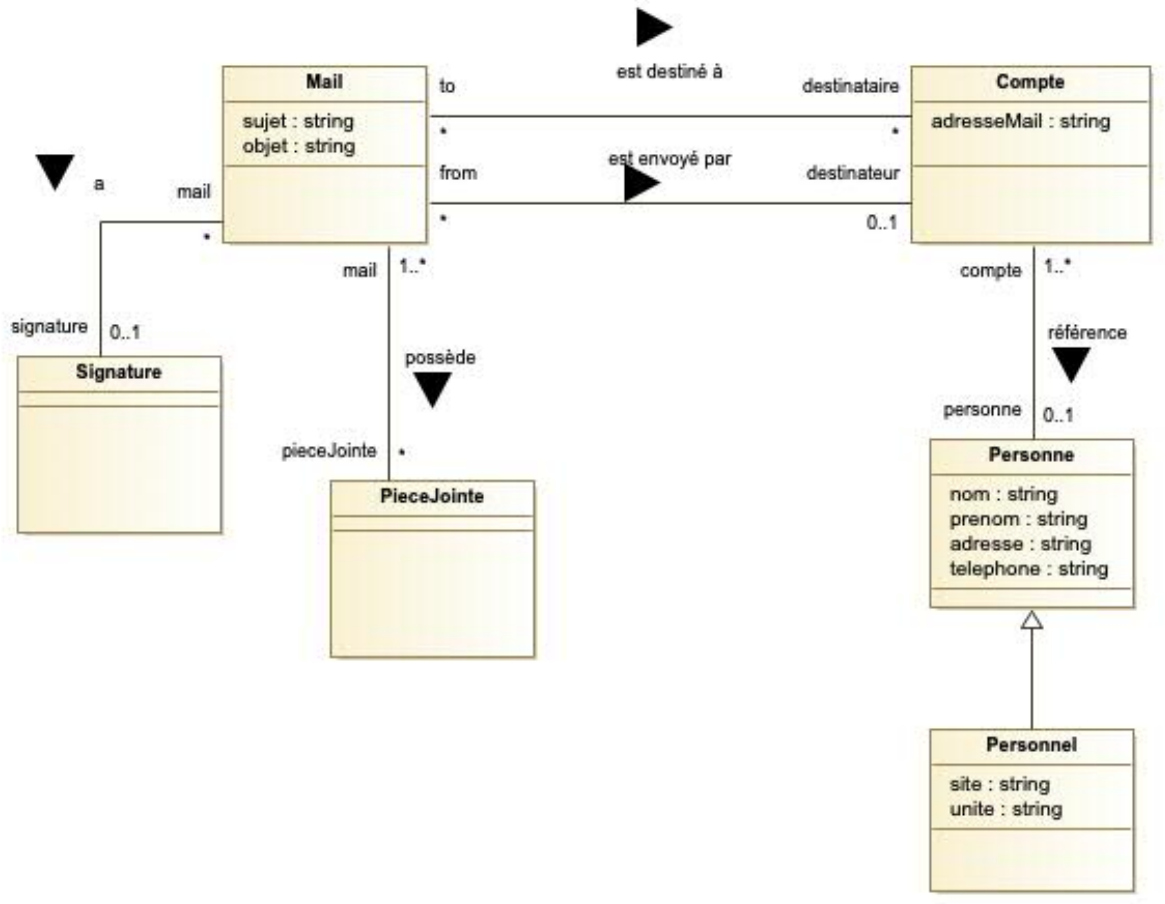 Mail
sujet : string
objet : string
to
est destiné à
destinataire
*
*
from
est envoyé par
destinateur
*
0..1
Compte
adresseMail : string
a
mail
*
signature
0..1
Signature
mail
1..*
possède
pieceJointe
*
PieceJointe
compte
1..*
référence
personne
0..1
Personne
nom : string
prenom : string
adresse : string
telephone : string
Personnel
site : string
unite : string